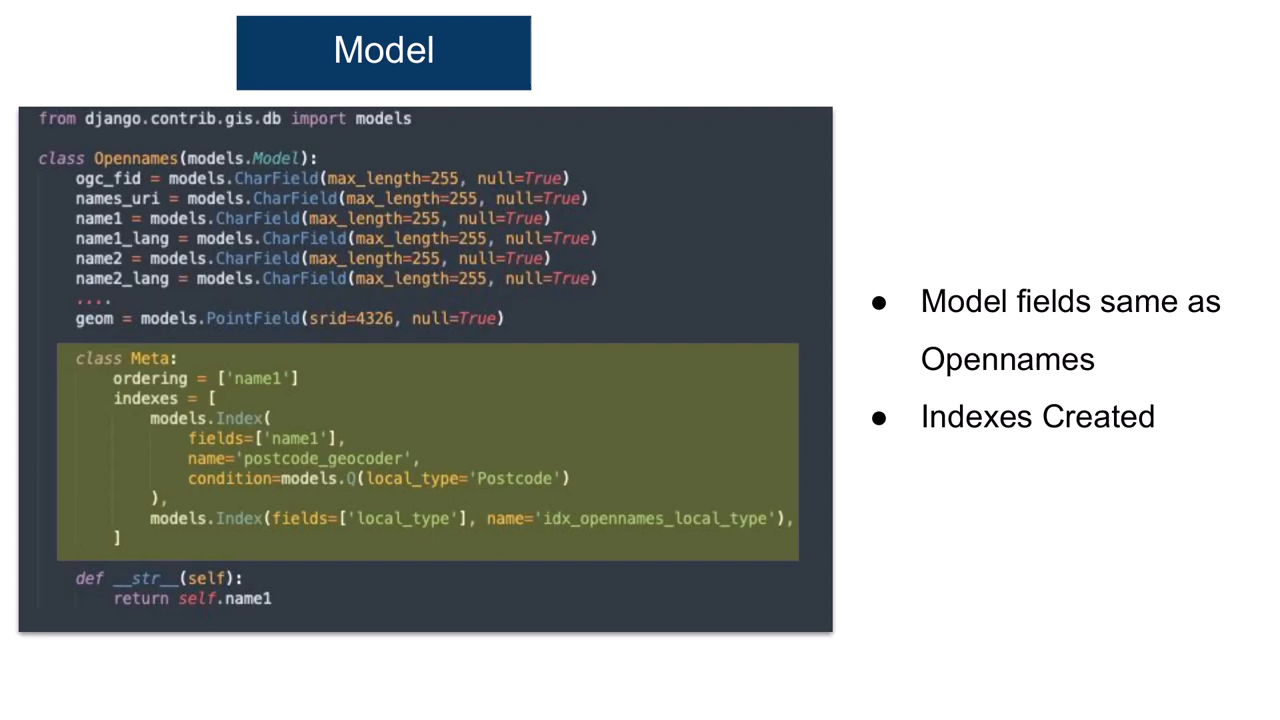 Model
from django.contrib.gis.db import models
class Opennames(models.Model):
ogc_fid = models.CharField(max_length=255, null=True)
names_uri = models.CharField(max_length=255, null=True)
name1 = models.CharField(max_length=255, null=True)
name1_lang = models.CharField(max_length=255, null=True)
name2 = models.CharField(max_length=255, null=True)
name2_lang = models.CharField(max_length=255, null=True)
....
geom = models.PointField(srid=4326, null=True)
class Meta:
ordering = ['name1']
indexes = [
models.Index(
fields=['name1'],
name='postcode_geocoder',
condition=models.Q(local_type='Postcode')
),
models.Index(fields=['local_type'], name='idx_opennames_local_type'),
]
def __str__(self):
return self.name1
● Model fields same as
Opennames
● Indexes Created